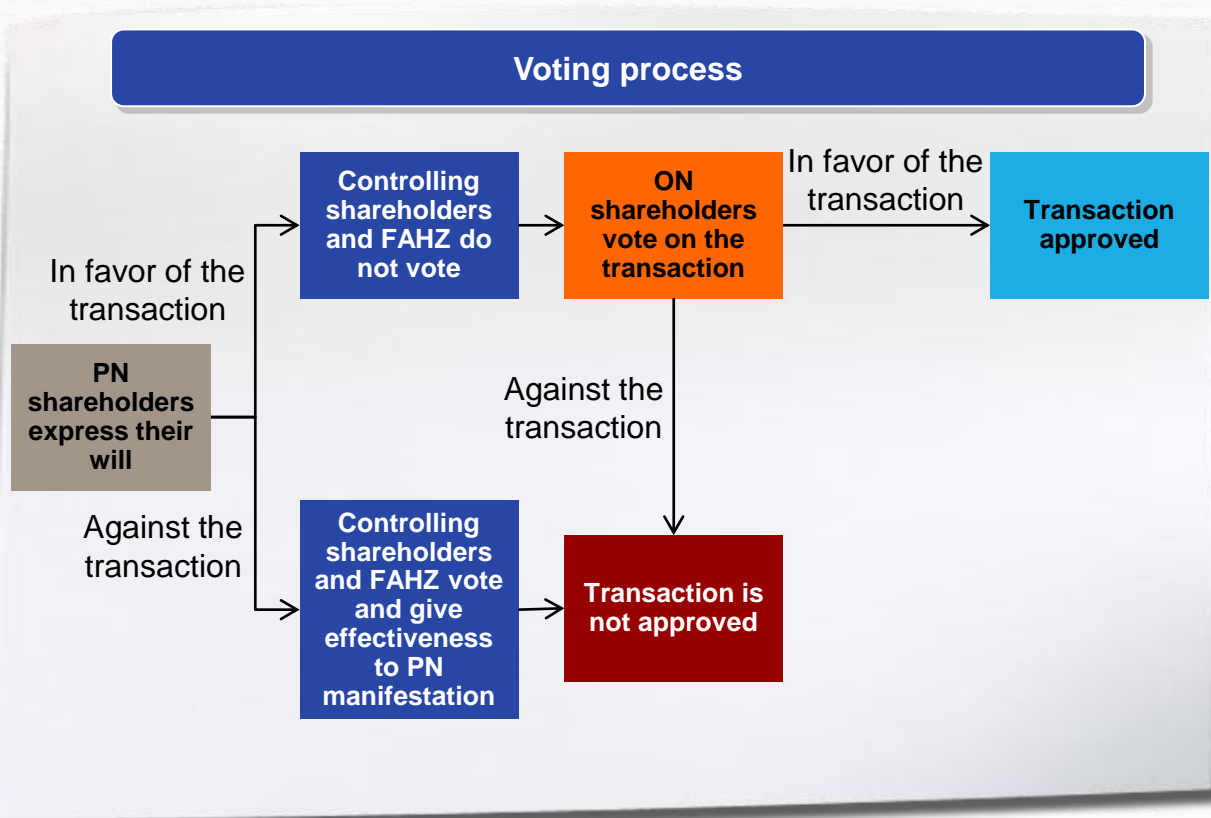 Voting process
Controlling
shareholders
and FAHZ do
not vote
ON
shareholders
vote on the
transaction
In favor of the
transaction
Transaction
approved
In favor of the
transaction
PN
shareholders
express their
will
Against the
transaction
Against the
transaction
Controlling
shareholders
and FAHZ vote
and give
effectiveness
to PN
manifestation
Transaction is
not approved